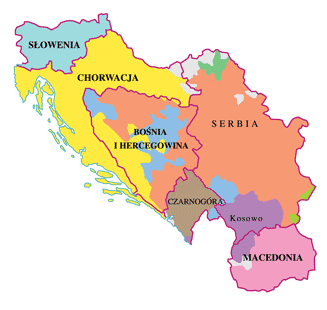 SŁOWENIA
CHORWACJA
SERBIA
BOŚNIA
I HERCEGOWINA
CZARNOGÓRA
Kosowo
MACEDONIA